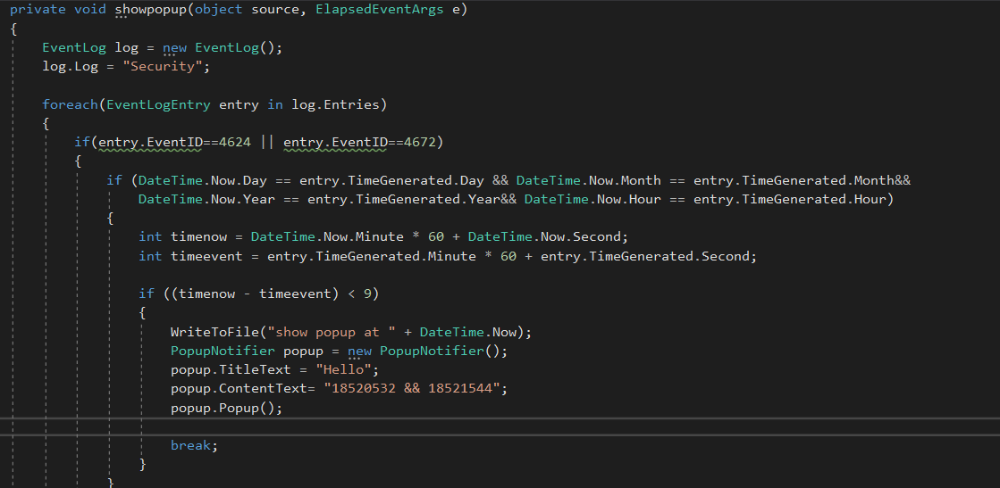 private void showpopup(object source, ElapsedEventArgs e)
{
EventLog log = new EventLog();
log.Log = "Security";
foreach(EventLogEntry entry in log.Entries)
{
if(entry.EventID==4624 || entry.EventID==4672)
{
if (DateTime.Now.Day == entry.TimeGenerated.Day && DateTime.Now.Month == entry.TimeGenerated.Month&&
DateTime.Now.Year == entry.TimeGenerated.Year&& DateTime.Now.Hour == entry.TimeGenerated.Hour)
{
int timenow = DateTime.Now.Minute * 60 + DateTime.Now.Second;
int timeevent = entry.TimeGenerated.Minute * 60 + entry.TimeGenerated.Second;
if ((timenow - timeevent) < 9)
{
WriteToFile("show popup at " + DateTime.Now);
PopupNotifier popup = new PopupNotifier();
popup.TitleText = "Hello";
popup.ContentText= "18520532 && 18521544";
popup.Popup();
break;
}
}